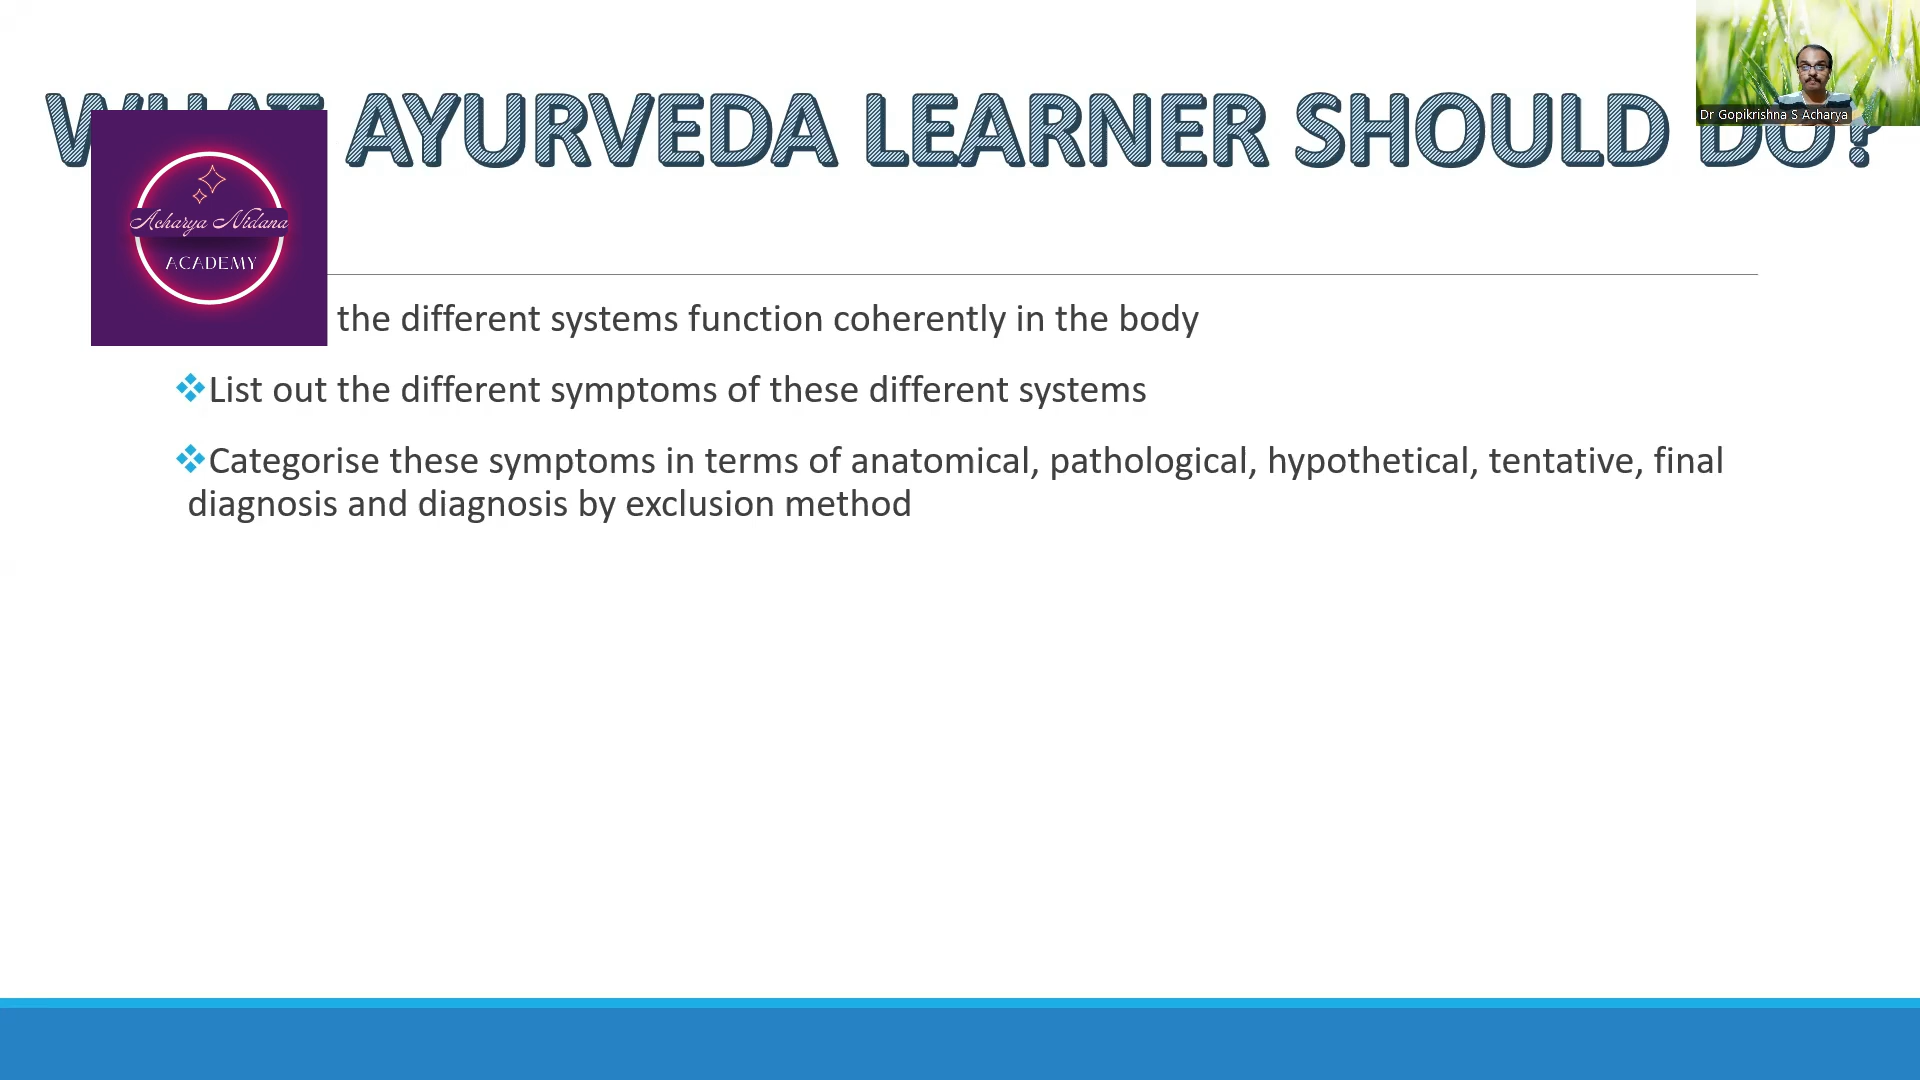 WHAT AYURVEDA LEARNER SHOULD DO?
Dr Gopikrishna S Acharya
Acharya Nidana
ACADEMY
the different systems function coherently in the body
❖List out the different symptoms of these different systems
❖Categorise these symptoms in terms of anatomical, pathological, hypothetical, tentative, final
diagnosis and diagnosis by exclusion method